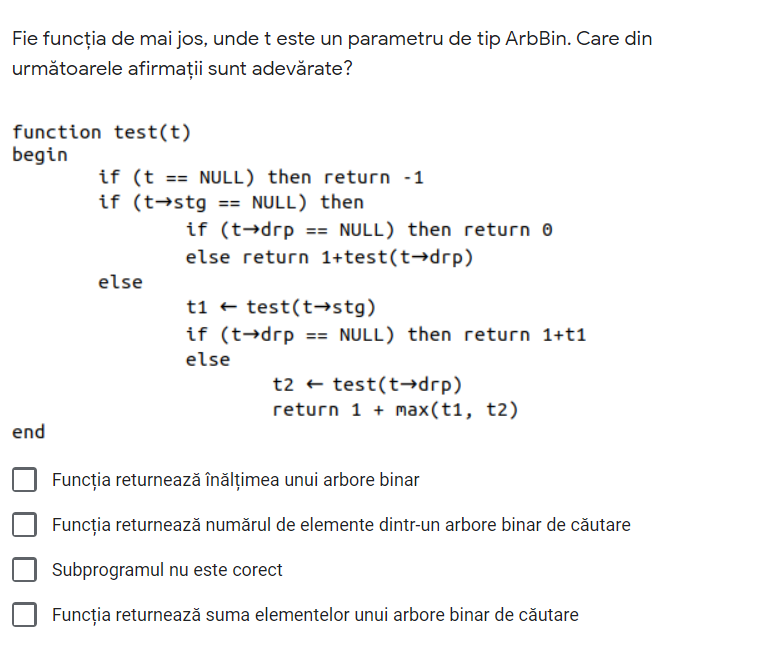 Fie funcția de mai jos, unde t este un parametru de tip ArbBin. Care din
următoarele afirmații sunt adevărate?
function test(t)
begin
if (t == NULL) then return -1
if (t→stg == NULL) then
if (t→drp == NULL) then return 0
else return 1+test(t→drp)
else
t1 ← test(t→stg)
if (t→drp == NULL) then return 1+t1
else
t2 ← test(t→drp)
return 1 + max(t1, t2)
end
Funcția returnează înălțimea unui arbore binar
Funcția returnează numărul de elemente dintr-un arbore binar de căutare
Subprogramul nu este corect
Funcția returnează suma elementelor unui arbore binar de căutare